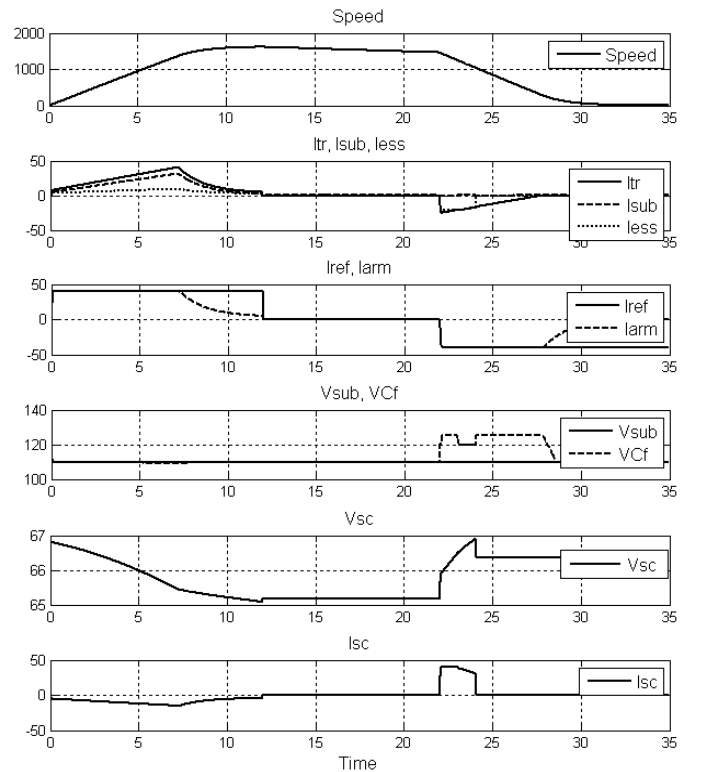 Speed
2000
1000
0
0 5 10 15 20 25 30 35
Speed
Itr, Isub, Iess
50
0
-50
0 5 10 15 20 25 30 35
Itr
Isub
Iess
Iref, Iarm
50
0
-50
0 5 10 15 20 25 30 35
Iref
Iarm
Vsub, VCf
140
120
100
0 5 10 15 20 25 30 35
Vsub
VCf
Vsc
67
66
65
0 5 10 15 20 25 30 35
Vsc
Isc
50
0
-50
0 5 10 15 20 25 30 35
Isc
Time